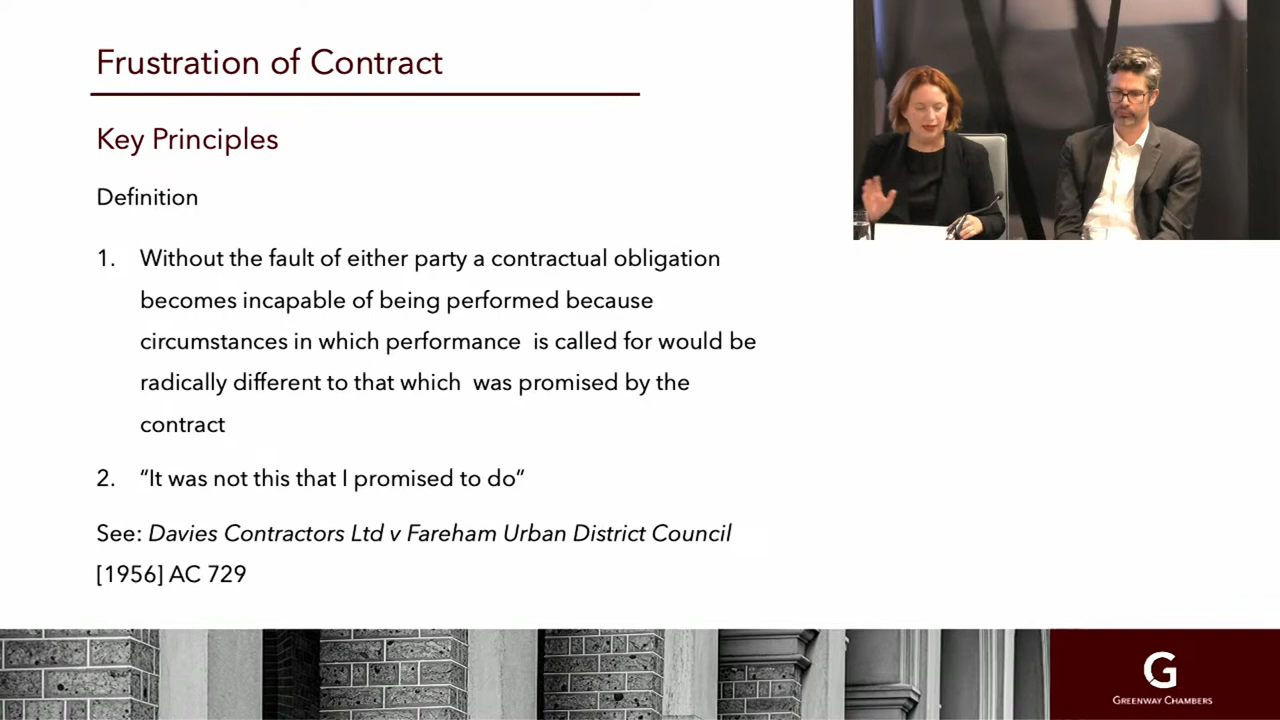 Frustration of Contract
Key Principles
Definition
1. Without the fault of either party a contractual obligation
becomes incapable of being performed because
circumstances in which performance is called for would be
radically different to that which was promised by the
contract
2. “It was not this that I promised to do”
See: Davies Contractors Ltd v Fareham Urban District Council
[1956] AC 729
G
GREENWAY CHAMBERS